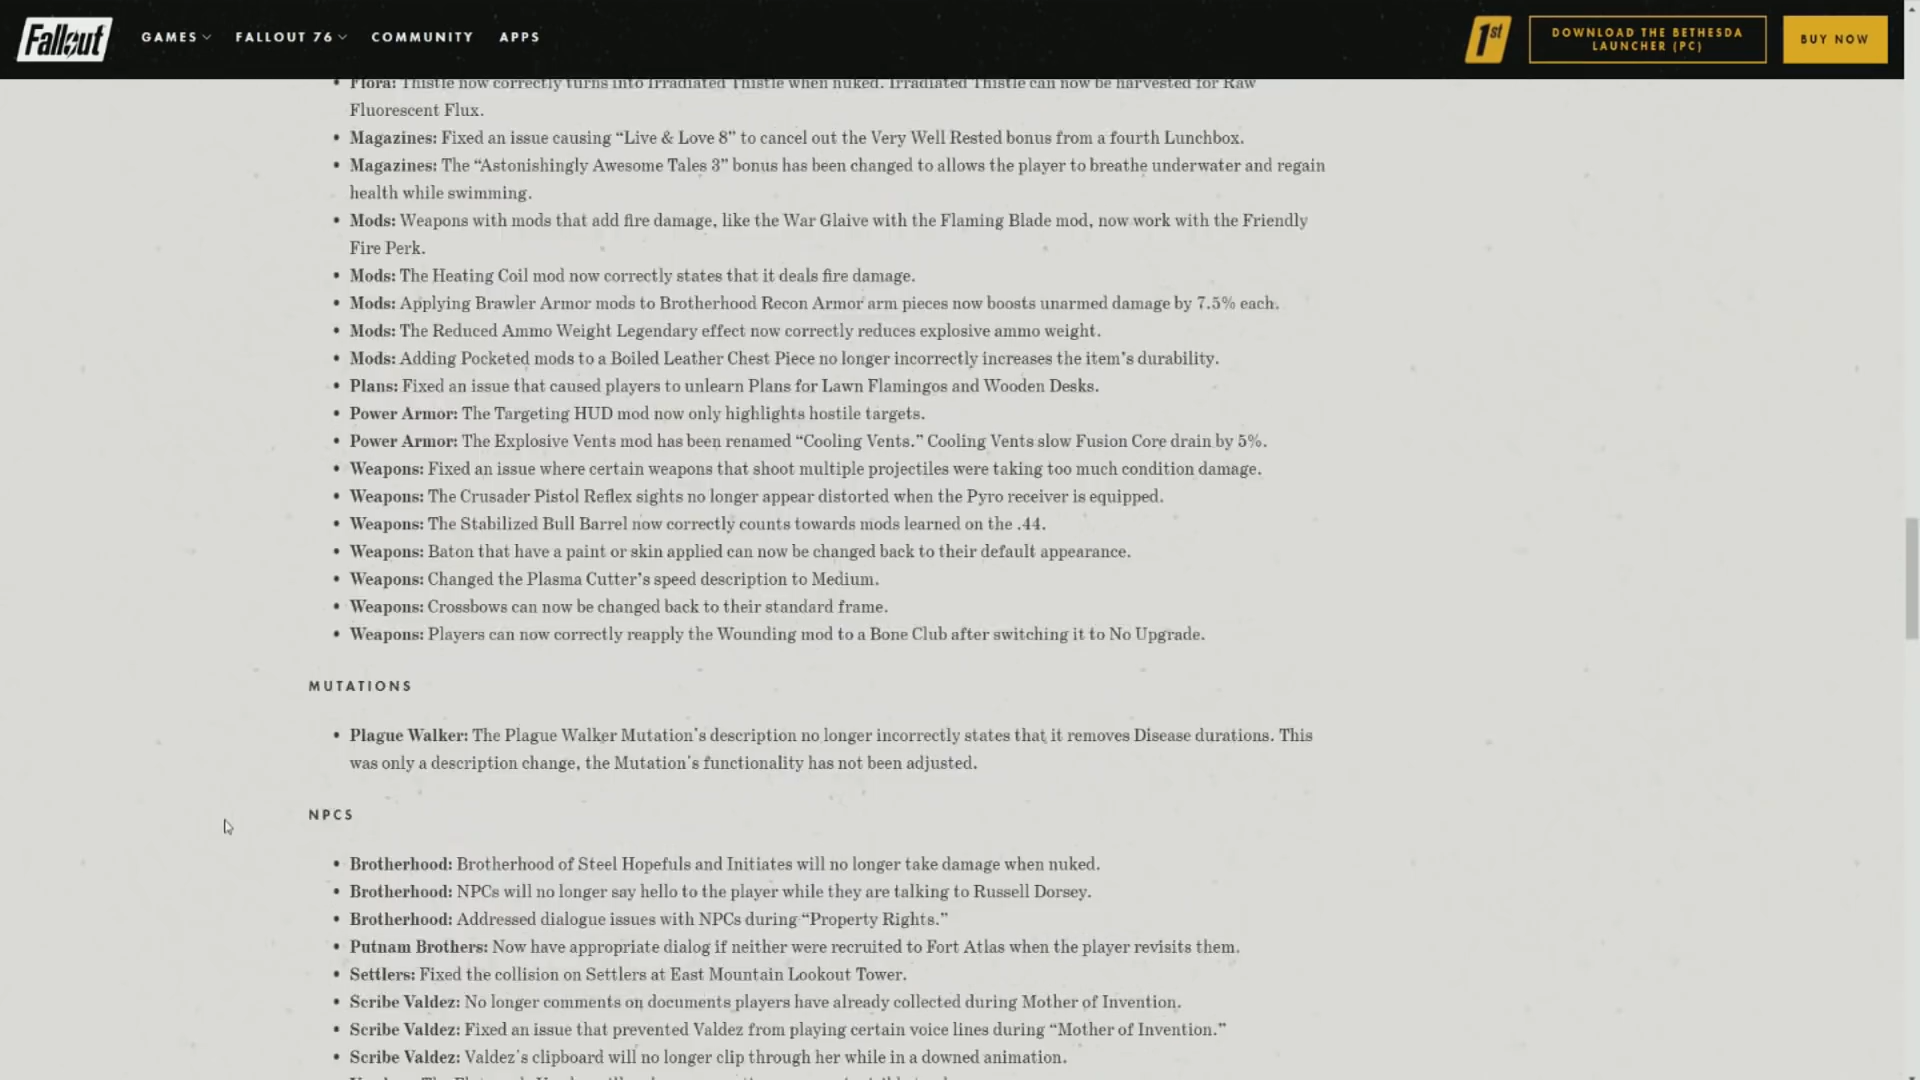 Fallout GAMES FALLOUT 76 COMMUNITY APPS 1st DOWNLOAD THE BETHESDA LAUNCHER (PC) BUY NOW
• Flora: Thistle now correctly turns into Irradiated Thistle when nuked. Irradiated Thistle can now be harvested for Raw
Fluorescent Flux.
• Magazines: Fixed an issue causing “Live & Love 8” to cancel out the Very Well Rested bonus from a fourth Lunchbox.
• Magazines: The “Astonishingly Awesome Tales 3” bonus has been changed to allows the player to breathe underwater and regain
health while swimming.
• Mods: Weapons with mods that add fire damage, like the War Glaive with the Flaming Blade mod, now work with the Friendly
Fire Perk.
• Mods: The Heating Coil mod now correctly states that it deals fire damage.
• Mods: Applying Brawler Armor mods to Brotherhood Recon Armor arm pieces now boosts unarmed damage by 7.5% each.
• Mods: The Reduced Ammo Weight Legendary effect now correctly reduces explosive ammo weight.
• Mods: Adding Pocketed mods to a Boiled Leather Chest Piece no longer incorrectly increases the item’s durability.
• Plans: Fixed an issue that caused players to unlearn Plans for Lawn Flamingos and Wooden Desks.
• Power Armor: The Targeting HUD mod now only highlights hostile targets.
• Power Armor: The Explosive Vents mod has been renamed “Cooling Vents.” Cooling Vents slow Fusion Core drain by 5%.
• Weapons: Fixed an issue where certain weapons that shoot multiple projectiles were taking too much condition damage.
• Weapons: The Crusader Pistol Reflex sights no longer appear distorted when the Pyro receiver is equipped.
• Weapons: The Stabilized Bull Barrel now correctly counts towards mods learned on the .44.
• Weapons: Baton that have a paint or skin applied can now be changed back to their default appearance.
• Weapons: Changed the Plasma Cutter’s speed description to Medium.
• Weapons: Crossbows can now be changed back to their standard frame.
• Weapons: Players can now correctly reapply the Wounding mod to a Bone Club after switching it to No Upgrade.
MUTATIONS
• Plague Walker: The Plague Walker Mutation’s description no longer incorrectly states that it removes Disease durations. This
was only a description change, the Mutation’s functionality has not been adjusted.
NPCS
• Brotherhood: Brotherhood of Steel Hopefuls and Initiates will no longer take damage when nuked.
• Brotherhood: NPCs will no longer say hello to the player while they are talking to Russell Dorsey.
• Brotherhood: Addressed dialogue issues with NPCs during “Property Rights.”
• Putnam Brothers: Now have appropriate dialog if neither were recruited to Fort Atlas when the player revisits them.
• Settlers: Fixed the collision on Settlers at East Mountain Lookout Tower.
• Scribe Valdez: No longer comments on documents players have already collected during Mother of Invention.
• Scribe Valdez: Fixed an issue that prevented Valdez from playing certain voice lines during “Mother of Invention.”
• Scribe Valdez: Valdez’s clipboard will no longer clip through her while in a downed animation.